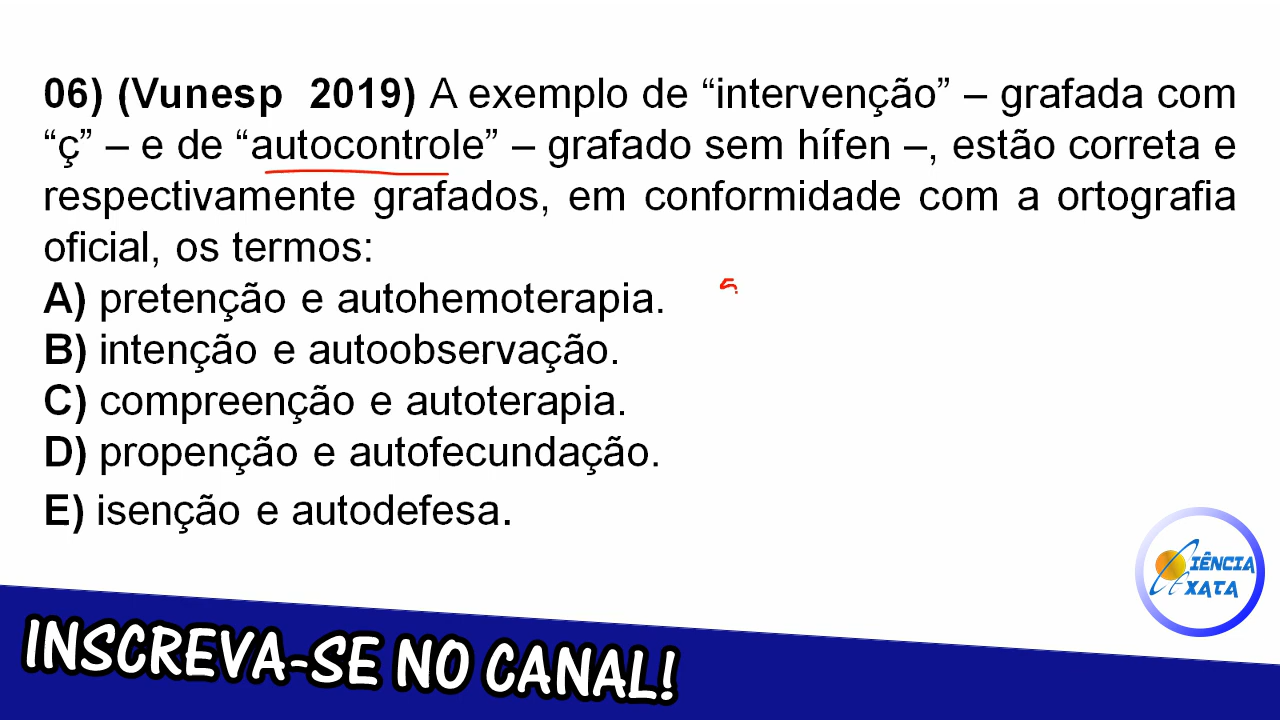 06) (Vunesp 2019) A exemplo de “intervenção” – grafada com
“ç” – e de “autocontrole” – grafado sem hífen –, estão correta e
respectivamente grafados, em conformidade com a ortografia
oficial, os termos:
A) pretenção e autohemoterapia.
B) intenção e autoobservação.
C) compreenção e autoterapia.
D) propenção e autofecundação.
E) isenção e autodefesa.
IÊNCIA
EXATA
INSCREVA-SE NO CANAL!